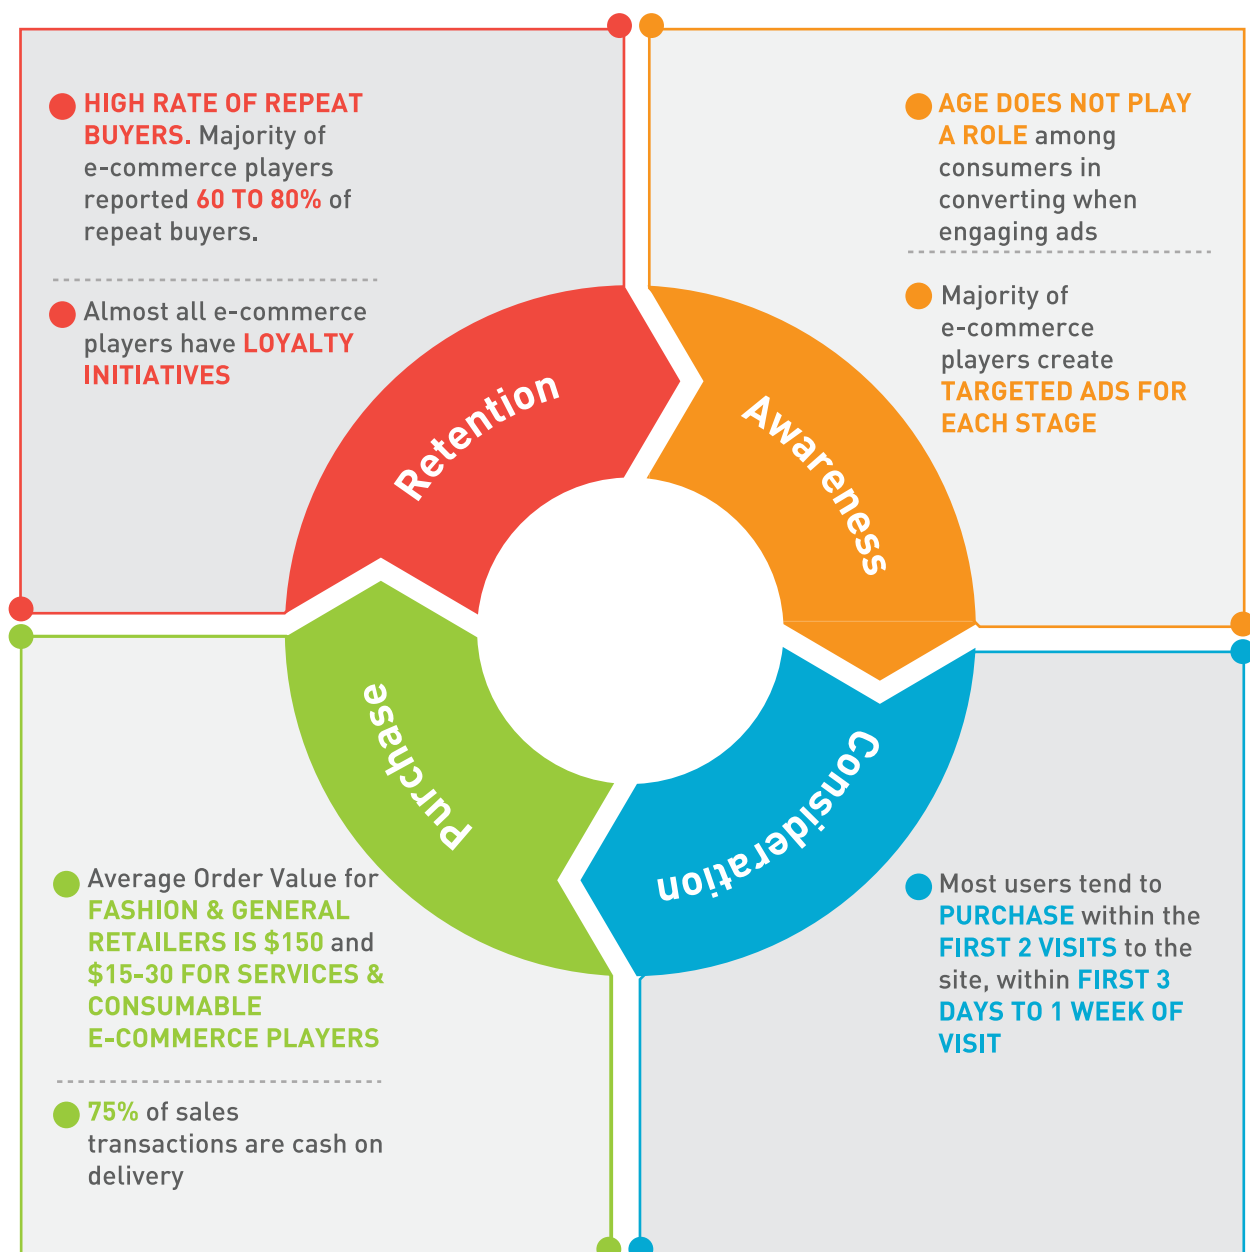 HIGH RATE OF REPEAT
BUYERS. Majority of
e-commerce players
reported 60 TO 80% of
repeat buyers.
Almost all e-commerce
players have LOYALTY
INITIATIVES
AGE DOES NOT PLAY
A ROLE among
consumers in
converting when
engaging ads
Majority of
e-commerce
players create
TARGETED ADS FOR
EACH STAGE
Retention
Awareness
Purchase
Consideration
Average Order Value for
FASHION & GENERAL
RETAILERS IS $150 and
$15-30 FOR SERVICES &
CONSUMABLE
E-COMMERCE PLAYERS
75% of sales
transactions are cash on
delivery
Most users tend to
PURCHASE within the
FIRST 2 VISITS to the
site, within FIRST 3
DAYS TO 1 WEEK OF
VISIT